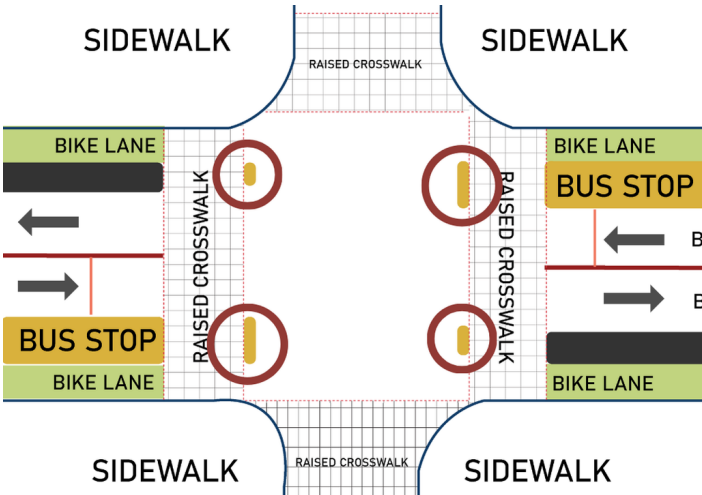 SIDEWALK
SIDEWALK
RAISED CROSSWALK
BIKE LANE
BIKE LANE
BUS STOP
RAISED CROSSWALK
RAISED CROSSWALK
B
B
BUS STOP
BIKE LANE
BIKE LANE
RAISED CROSSWALK
SIDEWALK
SIDEWALK